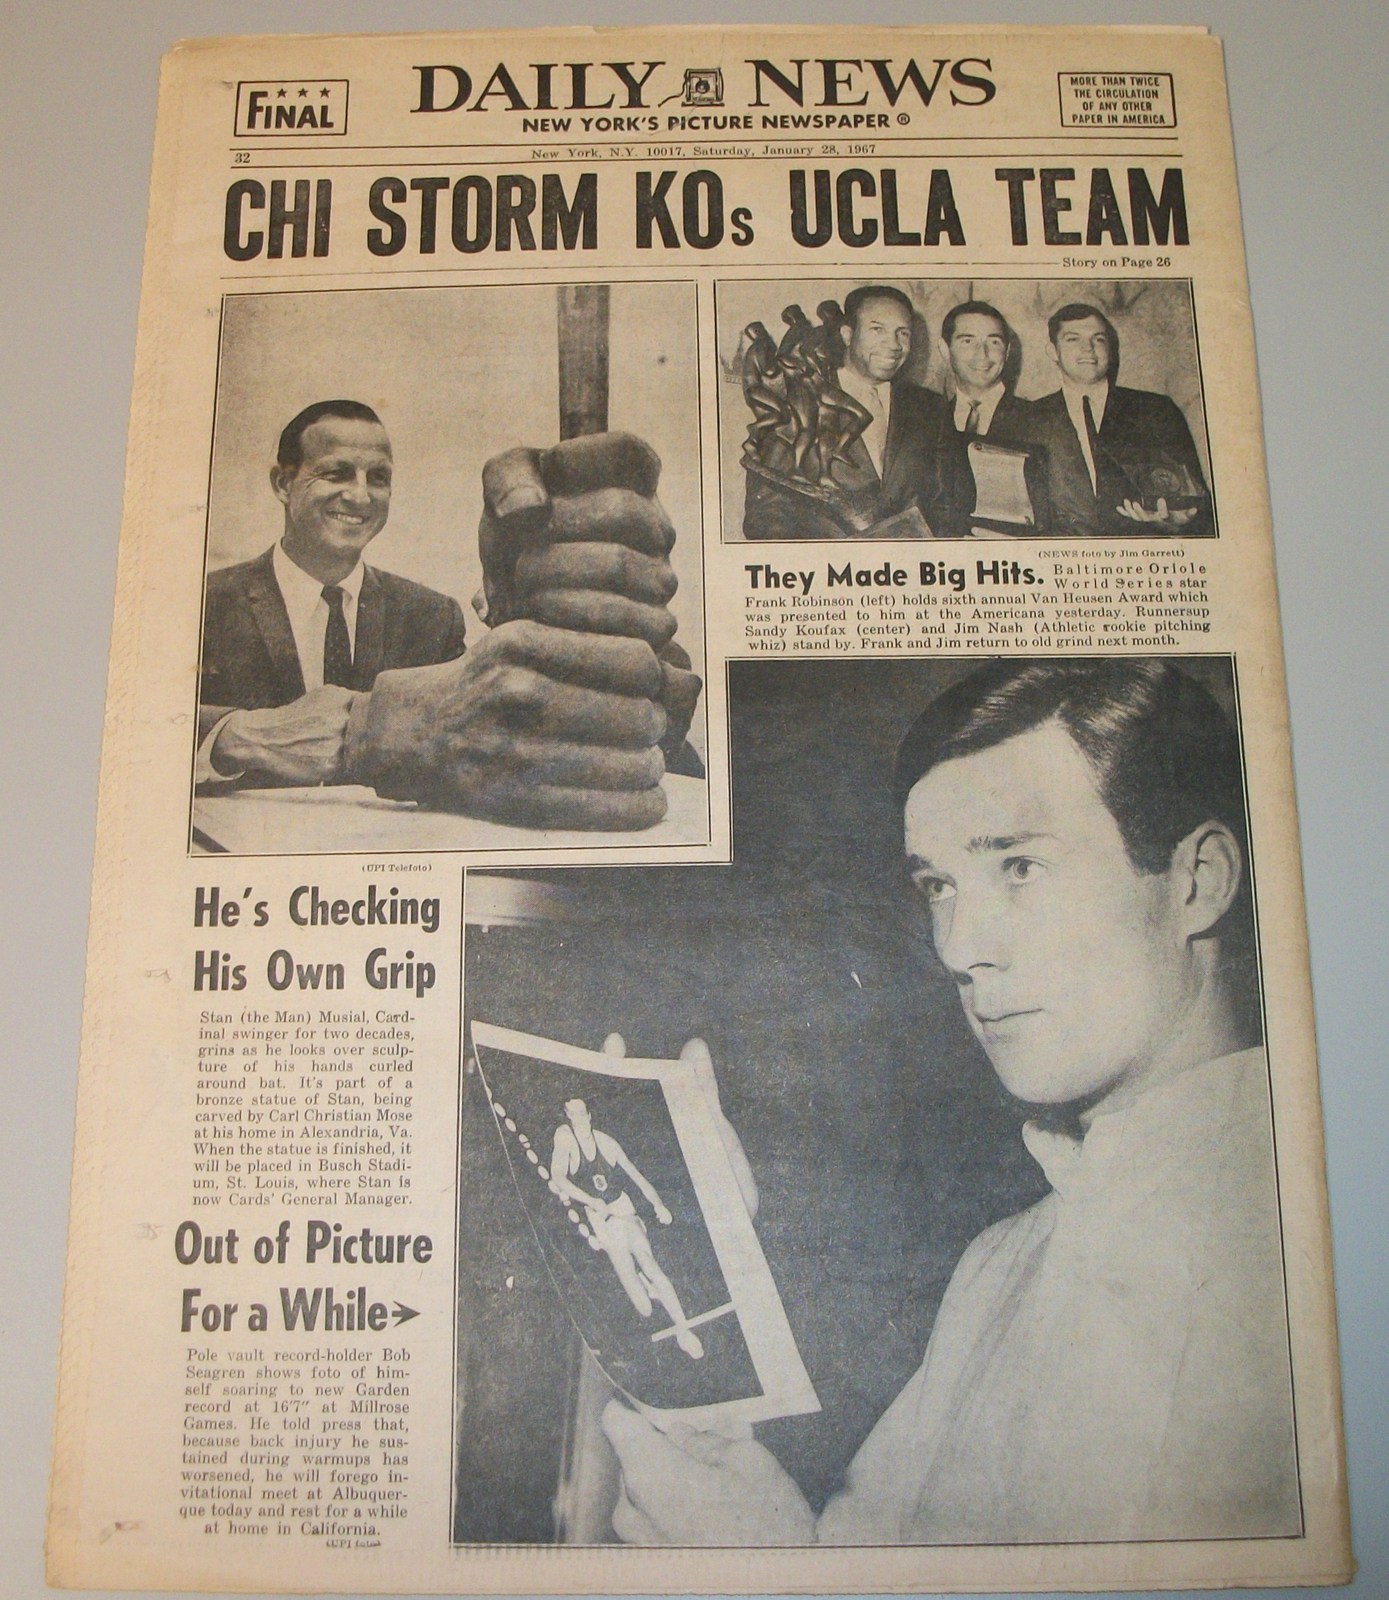 ★ ★ ★
FINAL
DAILY NEWS
NEW YORK'S PICTURE NEWSPAPER ®
MORE THAN TWICE
THE CIRCULATION
OF ANY OTHER
PAPER IN AMERICA
32
New York, N.Y. 10017, Saturday, January 28, 1967
CHI STORM KOs UCLA TEAM
Story on Page 26
(NEWS foto by Jim Garrett)
They Made Big Hits. Baltimore Oriole
World Series star
Frank Robinson (left) holds sixth annual Van Heusen Award which
was presented to him at the Americana yesterday. Runnersup
Sandy Koufax (center) and Jim Nash (Athletic rookie pitching
whiz) stand by. Frank and Jim return to old grind next month.
(UPI Telefoto)
He's Checking
His Own Grip
Stan (the Man) Musial, Card-
inal swinger for two decades,
grins as he looks over sculp-
ture of his hands curled
around bat. It's part of a
bronze statue of Stan, being
carved by Carl Christian Mose
at his home in Alexandria, Va.
When the statue is finished, it
will be placed in Busch Stadi-
um, St. Louis, where Stan is
now Cards' General Manager.
Out of Picture
For a While➤
Pole vault record-holder Bob
Seagren shows foto of him-
self soaring to new Garden
record at 16'7" at Millrose
Games. He told press that,
because back injury he sus-
tained during warmups has
worsened, he will forego in-
vitational meet at Albuquer-
que today and rest for a while
at home in California.
(UPI